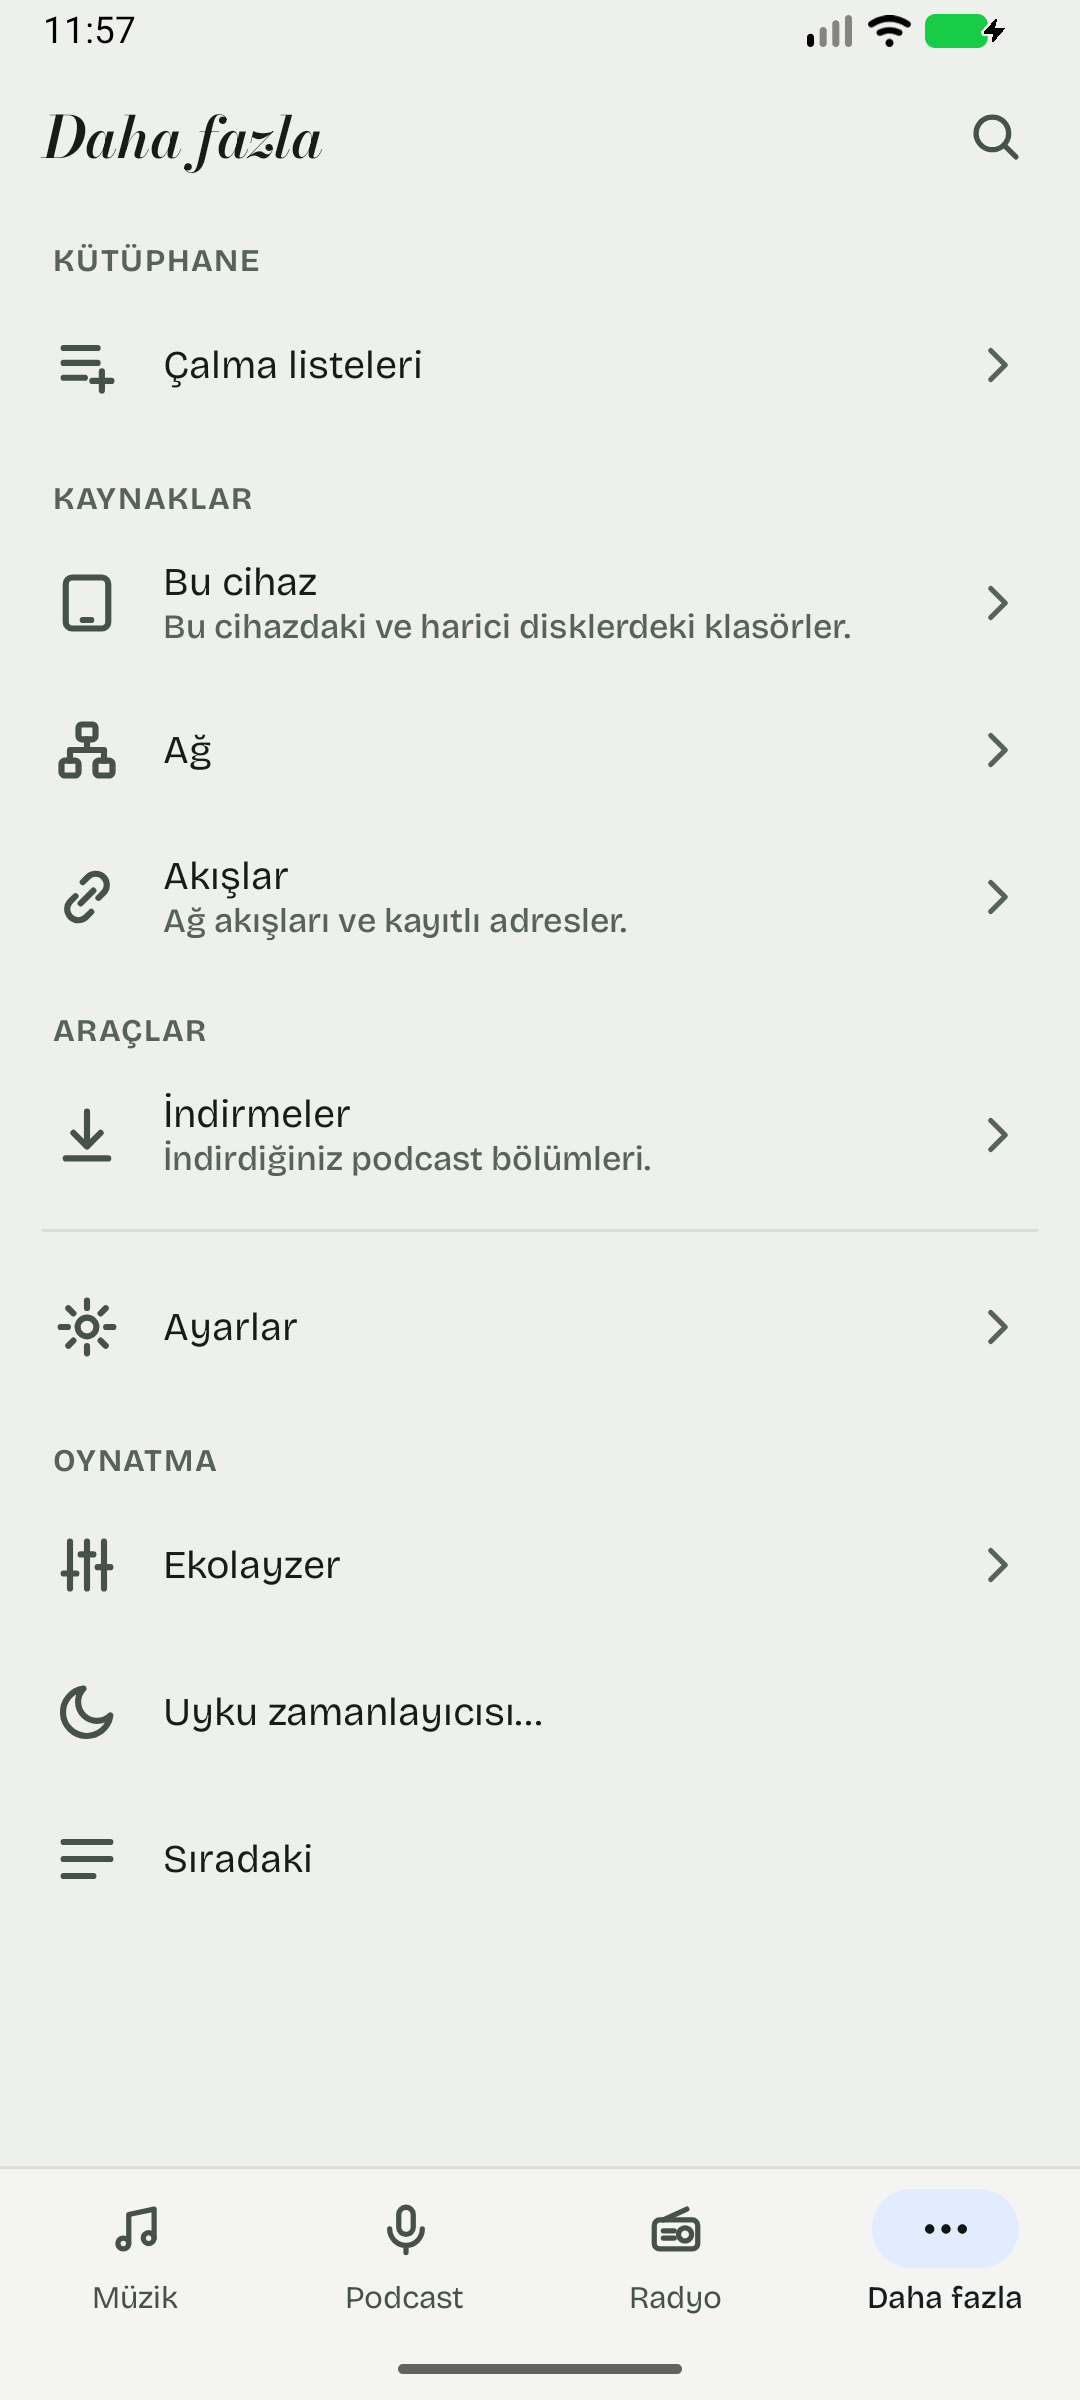 11:57
Daha fazla
KÜTÜPHANE
Çalma listeleri
KAYNAKLAR
Bu cihaz
Bu cihazdaki ve harici disklerdeki klasörler.
Ağ
Akışlar
Ağ akışları ve kayıtlı adresler.
ARAÇLAR
İndirmeler
İndirdiğiniz podcast bölümleri.
Ayarlar
OYNATMA
Ekolayzer
Uyku zamanlayıcısı...
Sıradaki
Müzik
Podcast
Radyo
Daha fazla